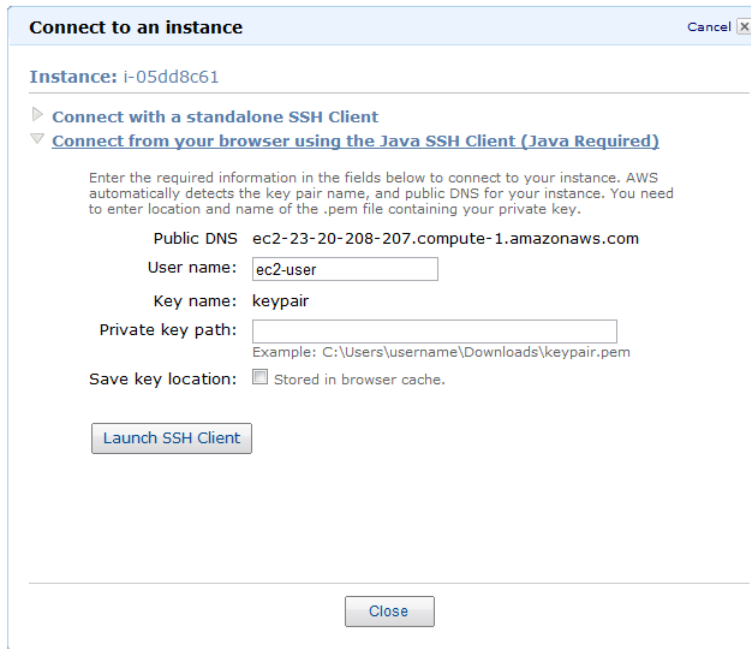 Connect to an instance
Cancel x
Instance: i-05dd8c61
Connect with a standalone SSH Client
Connect from your browser using the Java SSH Client (Java Required)
Enter the required information in the fields below to connect to your instance. AWS
automatically detects the key pair name, and public DNS for your instance. You need
to enter location and name of the .pem file containing your private key.
Public DNS ec2-23-20-208-207.compute-1.amazonaws.com
User name: ec2-user
Key name: keypair
Private key path:
Example: C:\Users\username\Downloads\keypair.pem
Save key location: Stored in browser cache.
Launch SSH Client
Close